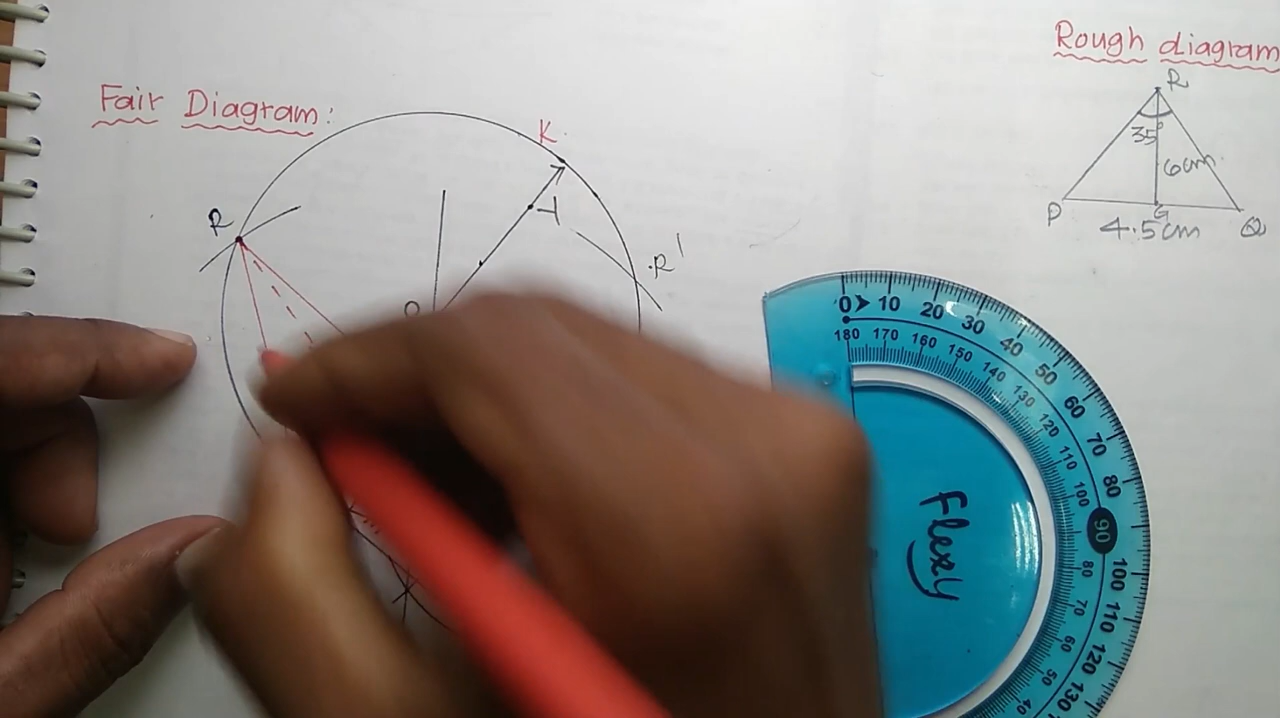 Rough diagram
R
35°
6cm
P
G
Q
4.5cm
Fair Diagram:
K
R
R'
O
0 10 20 30 40 50 60 70 80 90 100 110 120 130
180 170 160 150 140 130 120 110 100 80 70 60 50 40
Flexly